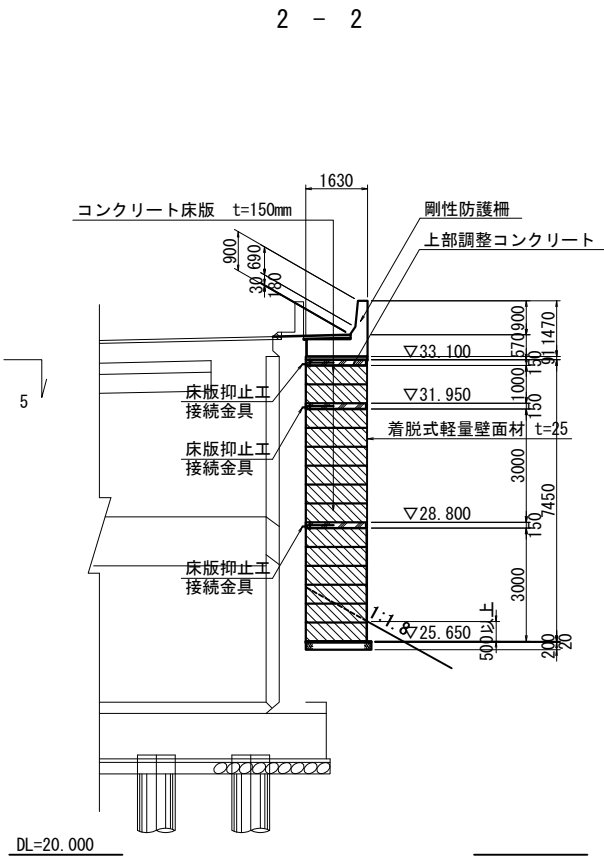 2 - 2
1630
コンクリート床版 t=150mm
剛性防護柵
上部調整コンクリート
900
690
30
180
900
1470
570
91
▽33.100
150
床版抑止工
接続金具
1000
▽31.950
150
5
床版抑止工
接続金具
着脱式軽量壁面材 t=25
3000
7450
▽28.800
150
床版抑止工
接続金具
3000
1:1.8
500以上
▽25.650
200
20
DL=20.000